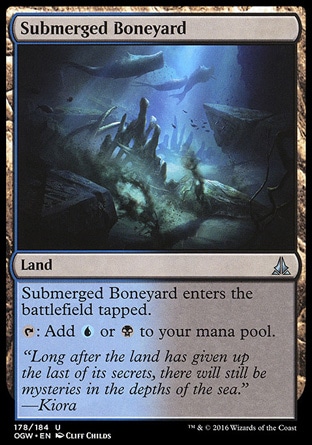 Submerged Boneyard
Land
Submerged Boneyard enters the
battlefield tapped.
: Add or to your mana pool.
“Long after the land has given up
the last of its secrets, there will still be
mysteries in the depths of the sea.”
—Kiora
178/184 U
OGW • EN Cliff Childs
™ & © 2016 Wizards of the Coast